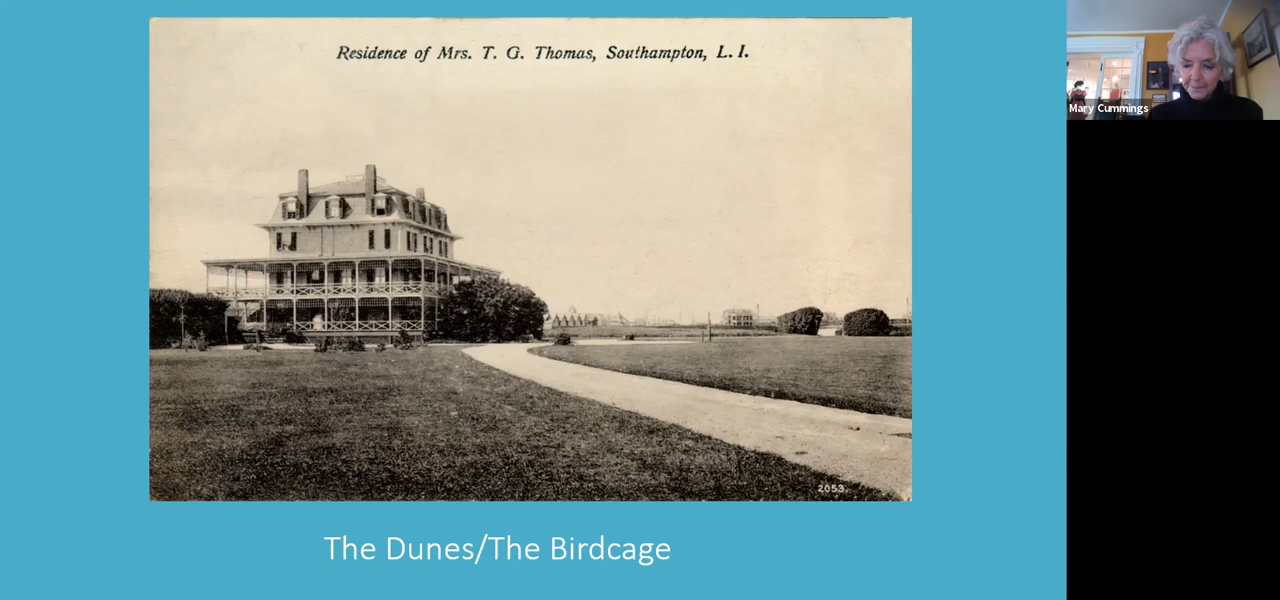 Residence of Mrs. T. G. Thomas, Southampton, L. I.
Mary Cummings
2053
The Dunes/The Birdcage